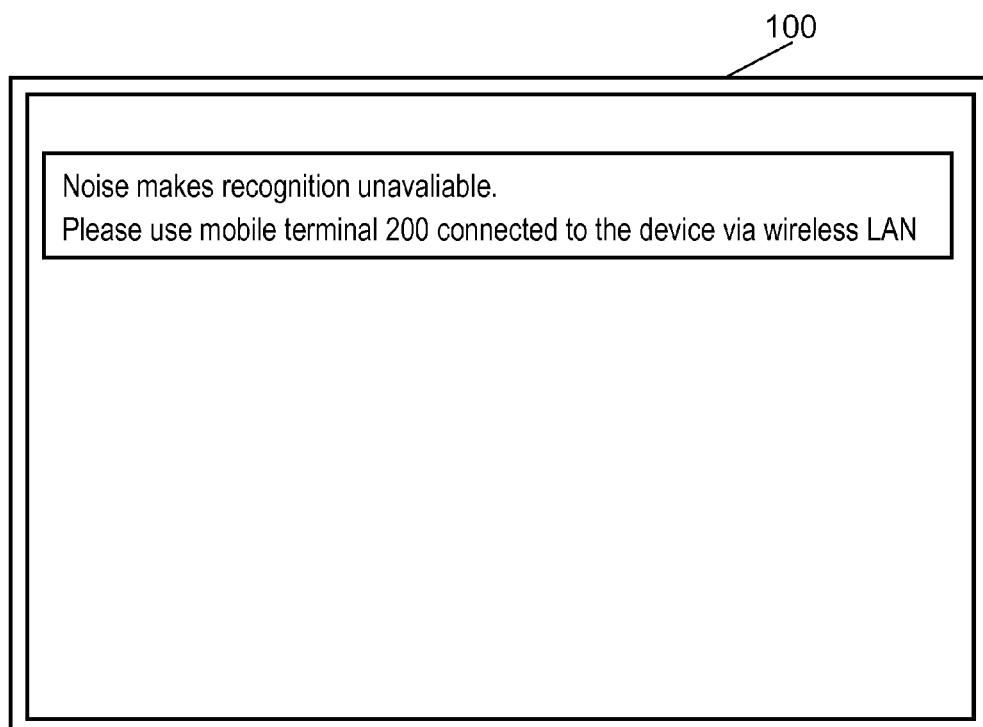 100
Noise makes recognition unavaliable.
Please use mobile terminal 200 connected to the device via wireless LAN